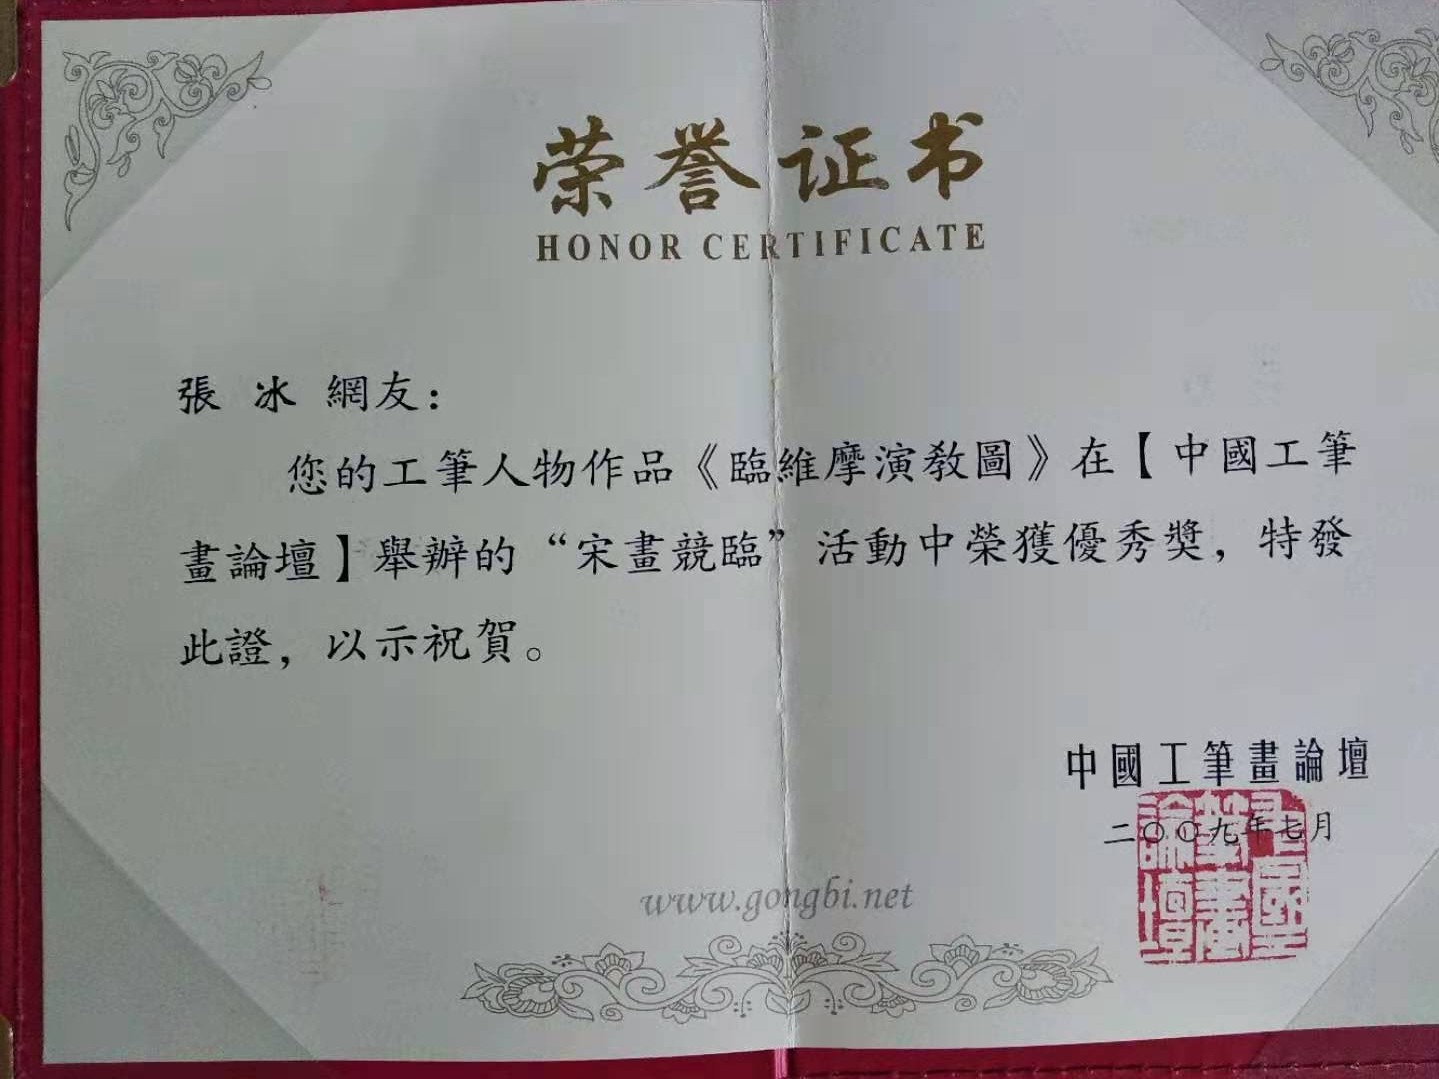 荣誉证书
HONOR CERTIFICATE
張 冰 網友：
您的工筆人物作品《臨維摩演教圖》在【中國工筆
畫論壇】舉辦的“宋畫競臨”活動中榮獲優秀獎，特發
此證，以示祝賀。
中國工筆畫論壇
二〇〇九年七月
www.gongbi.net